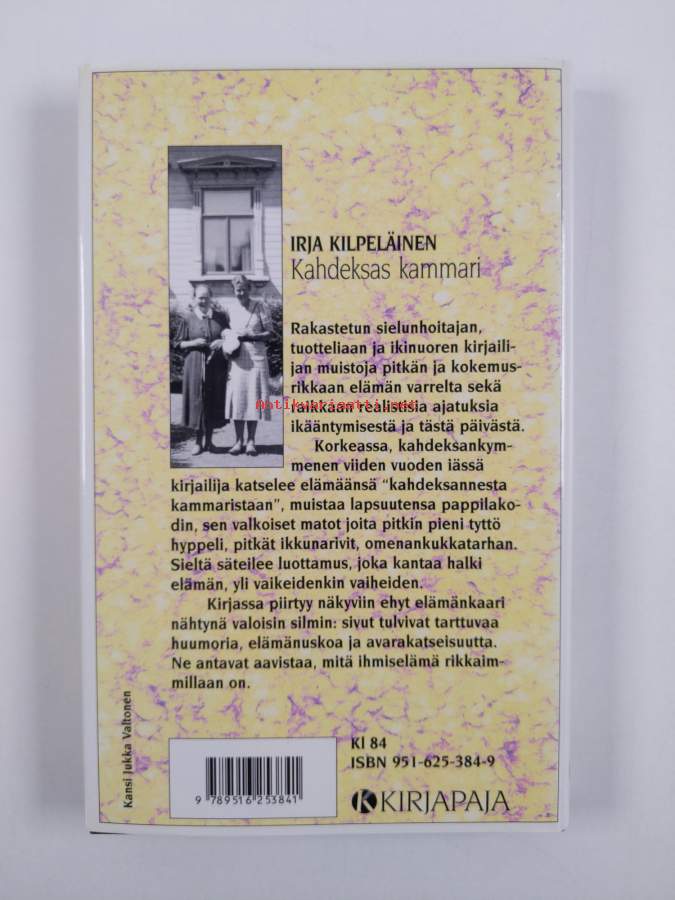 IRJA KILPELÄINEN
Kahdeksas kammari
Rakastetun sielunhoitajan,
tuotteliaan ja ikinuoren kirjaili-
jan muistoja pitkän ja kokemus-
rikkaan elämän varrelta sekä
Antikvariaatti.net
raikkaan realistisia ajatuksia
ikääntymisestä ja tästä päivästä.
Korkeassa, kahdeksankym-
menen viiden vuoden iässä
kirjailija katselee elämäänsä “kahdeksannesta
kammaristaan”, muistaa lapsuutensa pappilako-
din, sen valkoiset matot joita pitkin pieni tyttö
hyppeli, pitkät ikkunarivit, omenankukkatarhan.
Sieltä säteilee luottamus, joka kantaa halki
elämän, yli vaikeidenkin vaiheiden.
Kirjassa piirtyy näkyviin ehyt elämänkaari
nähtynä valoisin silmin: sivut tulvivat tarttuvaa
huumoria, elämänuskoa ja avarakatseisuutta.
Ne antavat aavistaa, mitä ihmiselämä rikkaim-
millaan on.
Kansi Jukka Valtonen
Kl 84
ISBN 951-625-384-9
9 789516 253841
KIRJAPAJA